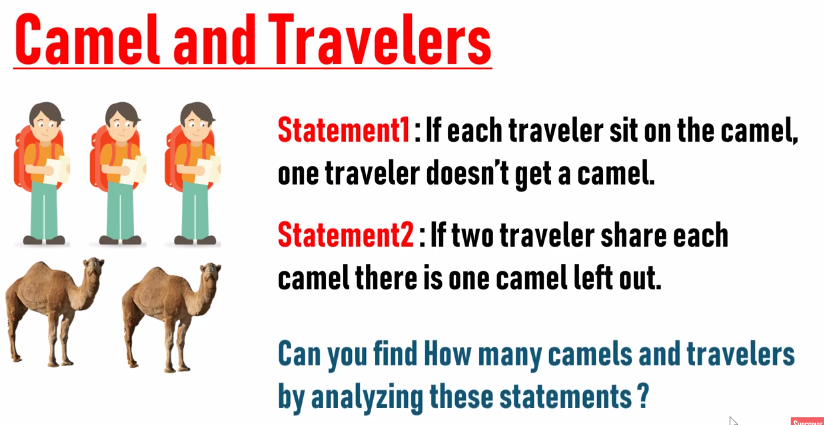 Camel and Travelers
Statement1 : If each traveler sit on the camel,
one traveler doesn't get a camel.
Statement2 : If two traveler share each
camel there is one camel left out.
Can you find How many camels and travelers
by analyzing these statements ?